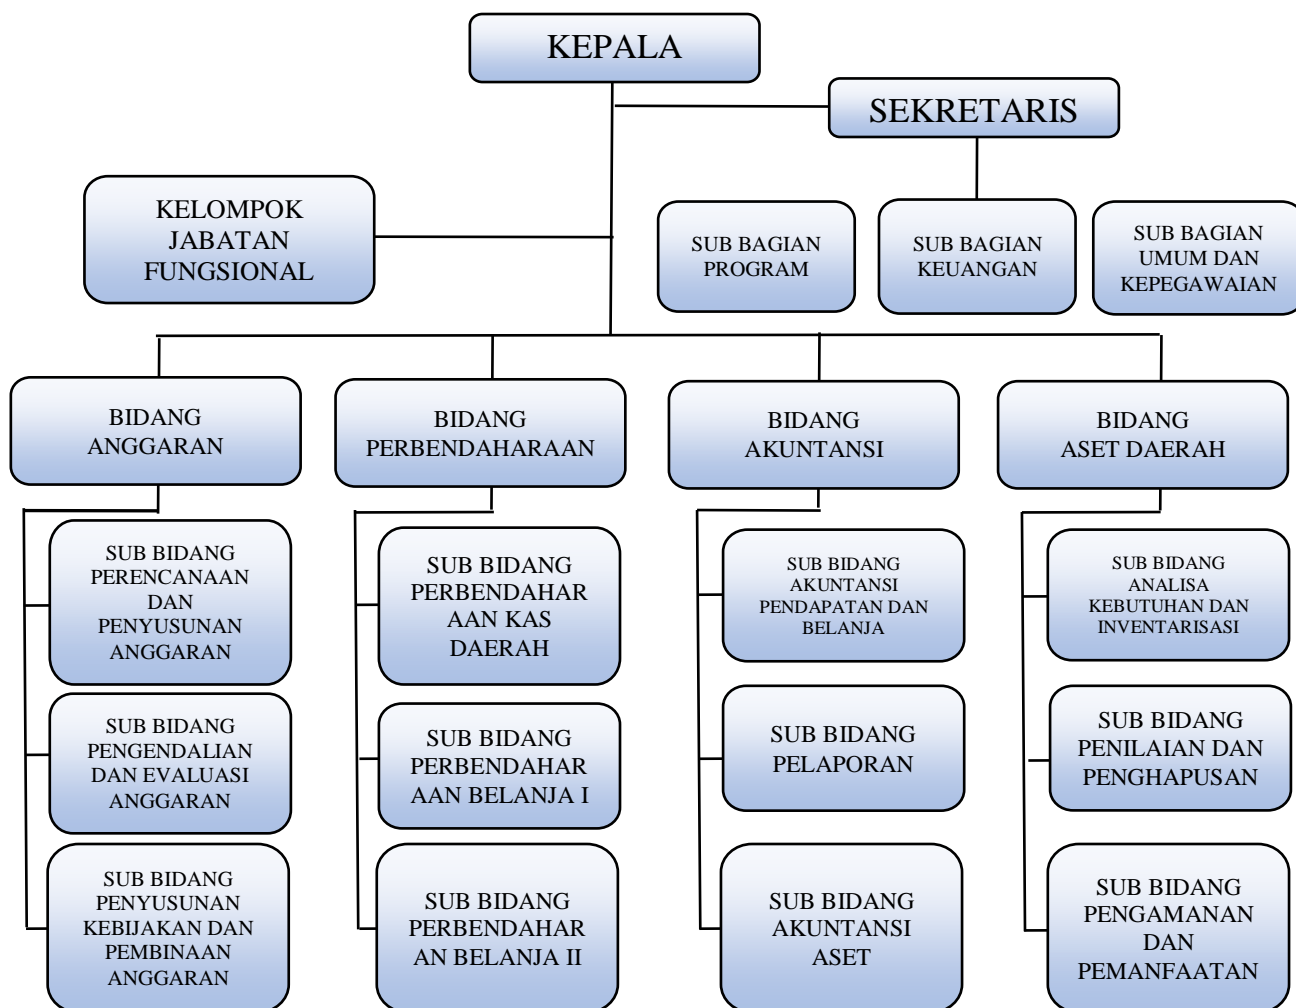 KEPALA
SEKRETARIS
KELOMPOK
JABATAN
FUNGSIONAL
SUB BAGIAN
PROGRAM
SUB BAGIAN
KEUANGAN
SUB BAGIAN
UMUM DAN
KEPEGAWAIAN
BIDANG
ANGGARAN
BIDANG
PERBENDAHARAAN
BIDANG
AKUNTANSI
BIDANG
ASET DAERAH
SUB BIDANG
PERENCANAAN
DAN
PENYUSUNAN
ANGGARAN
SUB BIDANG
PERBENDAHAR
AAN KAS
DAERAH
SUB BIDANG
AKUNTANSI
PENDAPATAN DAN
BELANJA
SUB BIDANG
ANALISA
KEBUTUHAN DAN
INVENTARISASI
SUB BIDANG
PENGENDALIAN
DAN EVALUASI
ANGGARAN
SUB BIDANG
PERBENDAHAR
AAN BELANJA I
SUB BIDANG
PELAPORAN
SUB BIDANG
PENILAIAN DAN
PENGHAPUSAN
SUB BIDANG
PENYUSUNAN
KEBIJAKAN DAN
PEMBINAAN
ANGGARAN
SUB BIDANG
PERBENDAHAR
AN BELANJA II
SUB BIDANG
AKUNTANSI
ASET
SUB BIDANG
PENGAMANAN
DAN
PEMANFAATAN